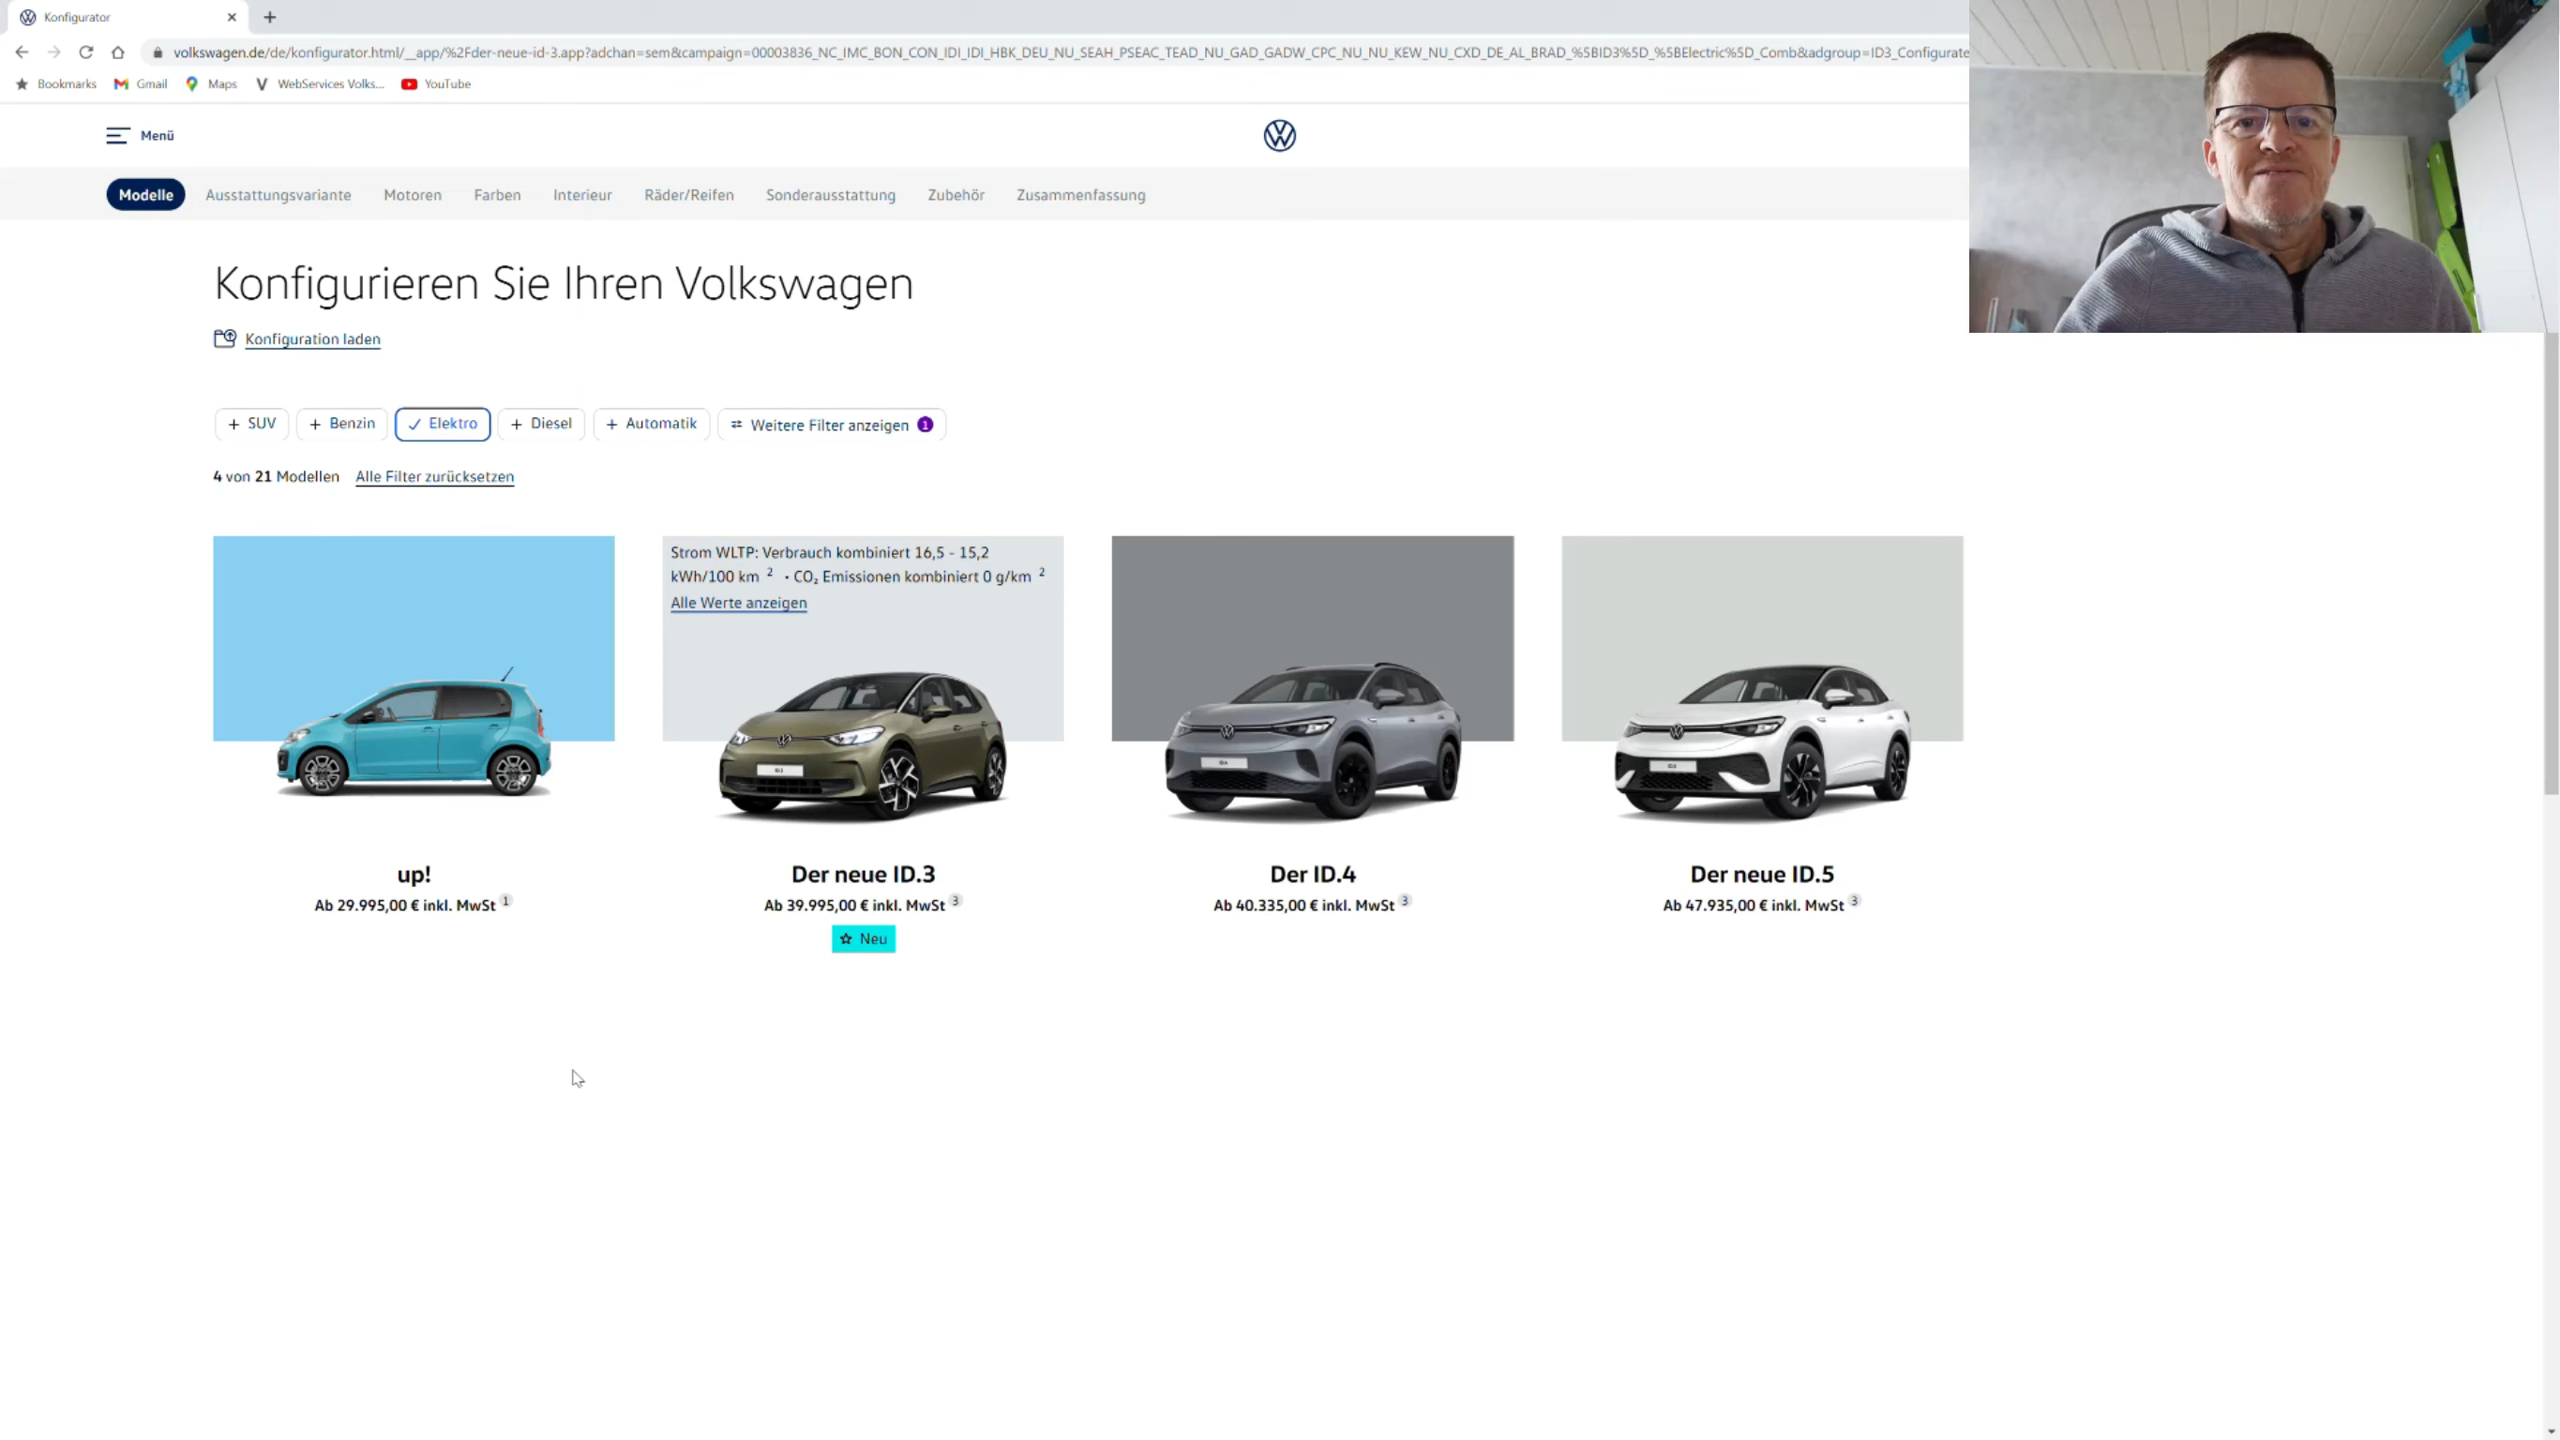 Konfigurator
volkswagen.de/de/konfigurator.html/__app/%2Fder-neue-id-3.app?adchan=sem&campaign=00003836_NC_IMC_BON_CON_IDI_IDI_HBK_DEU_NU_SEAH_PSEAC_TEAD_NU_GAD_GADW_CPC_NU_NU_KEW_NU_CXD_DE_AL_BRAD_%5BID3%5D_%5BElectric%5D_Comb&adgroup=ID3_Configurate
Bookmarks Gmail Maps WebServices Volks... YouTube
Menü
Modelle Ausstattungsvariante Motoren Farben Interieur Räder/Reifen Sonderausstattung Zubehör Zusammenfassung
Konfigurieren Sie Ihren Volkswagen
Konfiguration laden
+ SUV + Benzin ✓ Elektro + Diesel + Automatik Weitere Filter anzeigen 1
4 von 21 Modellen Alle Filter zurücksetzen
Strom WLTP: Verbrauch kombiniert 16,5 - 15,2
kWh/100 km ² · CO₂ Emissionen kombiniert 0 g/km ²
Alle Werte anzeigen
up!
Ab 29.995,00 € inkl. MwSt 1
Der neue ID.3
Ab 39.995,00 € inkl. MwSt 3
Neu
Der ID.4
Ab 40.335,00 € inkl. MwSt 3
Der neue ID.5
Ab 47.935,00 € inkl. MwSt 3